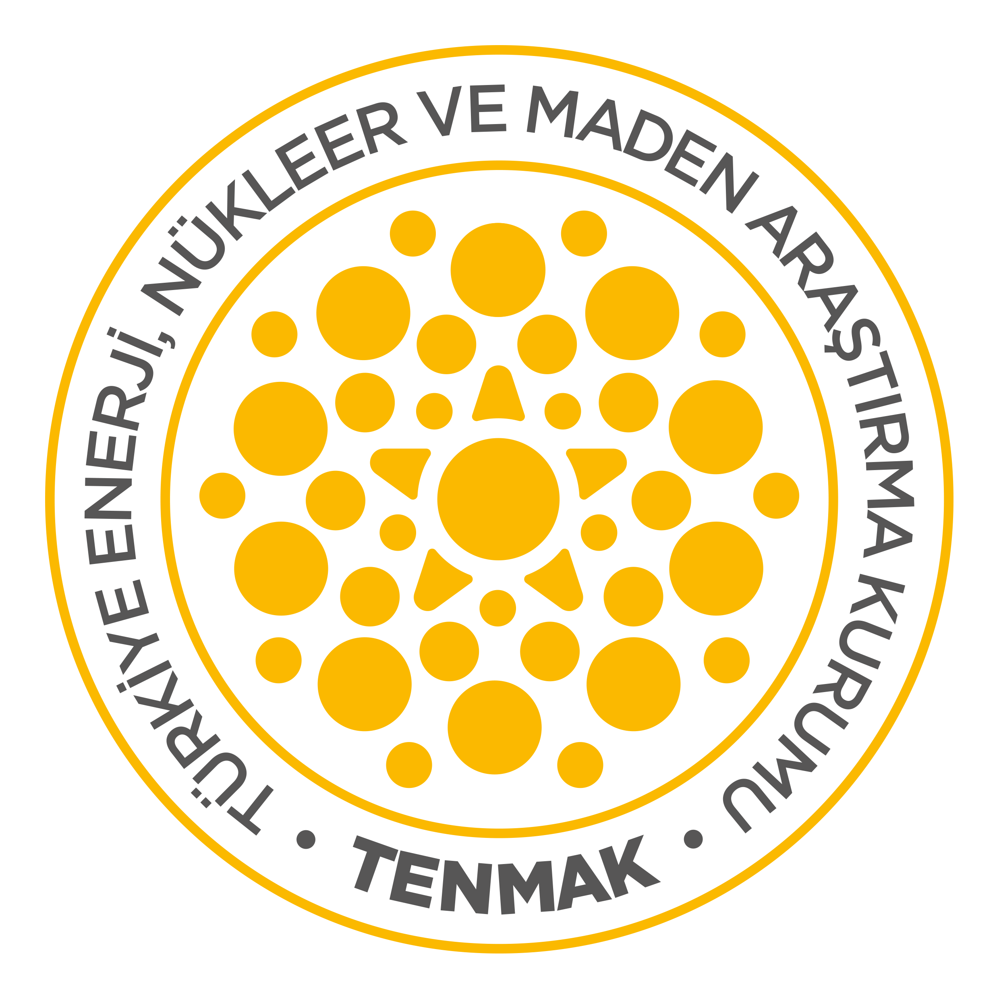 TÜRKİYE ENERJİ, NÜKLEER VE MADEN ARAŞTIRMA KURUMU
• TENMAK •